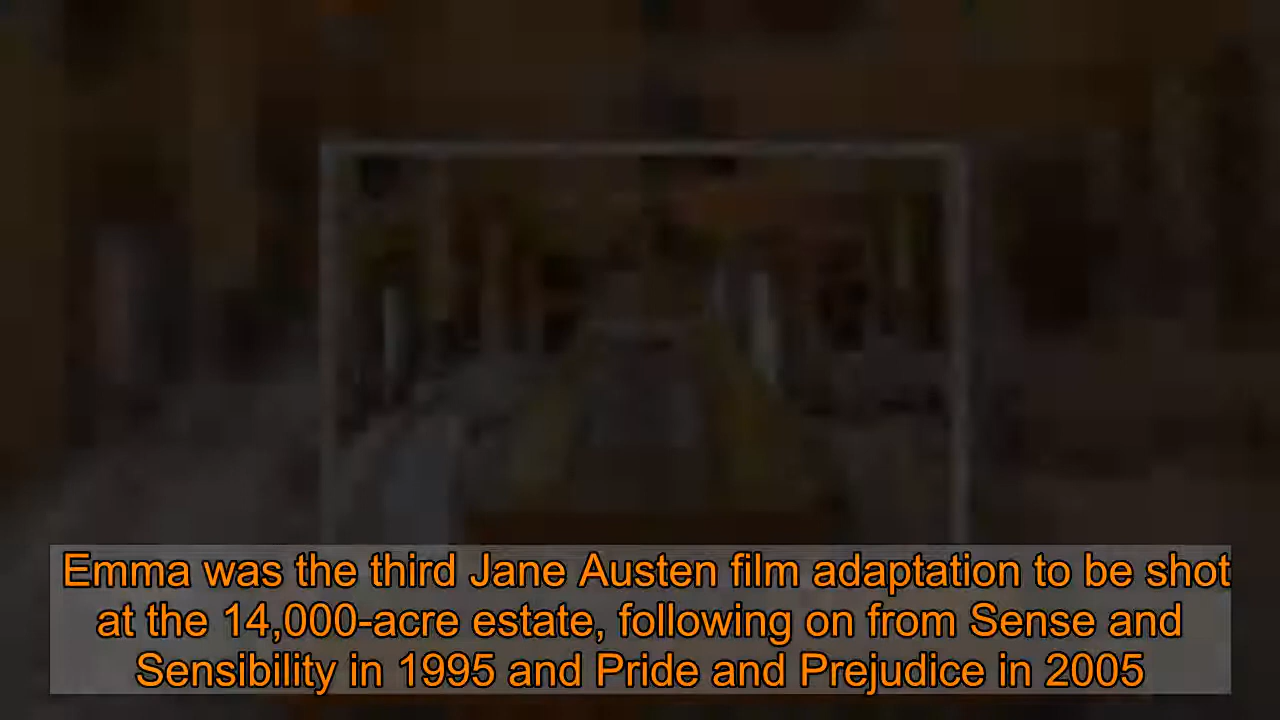 Emma was the third Jane Austen film adaptation to be shot
at the 14,000-acre estate, following on from Sense and
Sensibility in 1995 and Pride and Prejudice in 2005